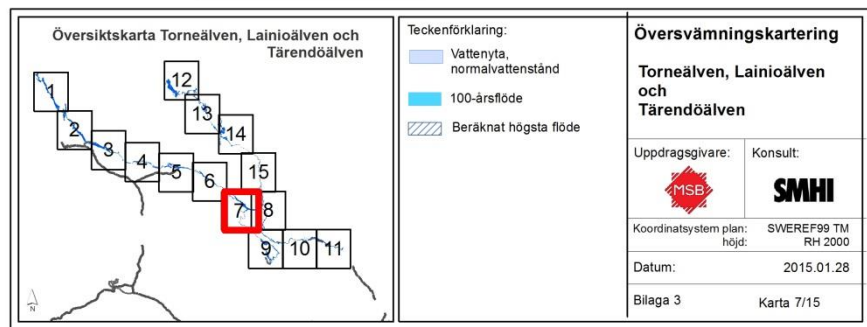 Översiktskarta Torneälven, Lainioälven och
Tärendöälven
1
2
3
4
5
6
7
8
9
10
11
12
13
14
15
N
Teckenförklaring:
Vattenyta,
normalvattenstånd
100-årsflöde
Beräknat högsta flöde
Översvämningskartering
Torneälven, Lainioälven
och
Tärendöälven
Uppdragsgivare:
MSB
Konsult:
SMHI
Koordinatsystem plan: SWEREF99 TM
höjd: RH 2000
Datum: 2015.01.28
Bilaga 3 Karta 7/15